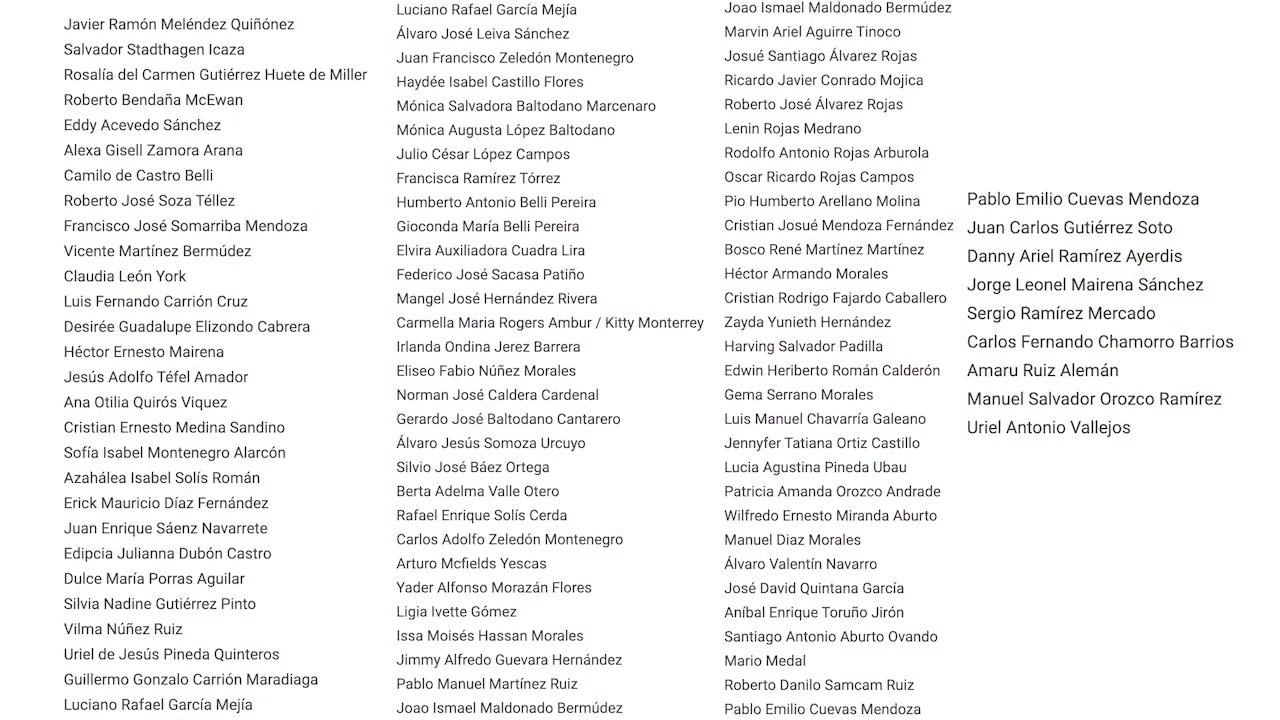 Javier Ramón Meléndez Quiñónez
Salvador Stadthagen Icaza
Rosalía del Carmen Gutiérrez Huete de Miller
Roberto Bendaña McEwan
Eddy Acevedo Sánchez
Alexa Gisell Zamora Arana
Camilo de Castro Belli
Roberto José Soza Téllez
Francisco José Somarriba Mendoza
Vicente Martínez Bermúdez
Claudia León York
Luis Fernando Carrión Cruz
Desirée Guadalupe Elizondo Cabrera
Héctor Ernesto Mairena
Jesús Adolfo Téfel Amador
Ana Otilia Quirós Viquez
Cristian Ernesto Medina Sandino
Sofía Isabel Montenegro Alarcón
Azahálea Isabel Solís Román
Erick Mauricio Díaz Fernández
Juan Enrique Sáenz Navarrete
Edipcia Julianna Dubón Castro
Dulce María Porras Aguilar
Silvia Nadine Gutiérrez Pinto
Vilma Núñez Ruiz
Uriel de Jesús Pineda Quinteros
Guillermo Gonzalo Carrión Maradiaga
Luciano Rafael García Mejía
Luciano Rafael García Mejía
Álvaro José Leiva Sánchez
Juan Francisco Zeledón Montenegro
Haydée Isabel Castillo Flores
Mónica Salvadora Baltodano Marcenaro
Mónica Augusta López Baltodano
Julio César López Campos
Francisca Ramírez Tórrez
Humberto Antonio Belli Pereira
Gioconda María Belli Pereira
Elvira Auxiliadora Cuadra Lira
Federico José Sacasa Patiño
Mangel José Hernández Rivera
Carmella Maria Rogers Ambur / Kitty Monterrey
Irlanda Ondina Jerez Barrera
Eliseo Fabio Núñez Morales
Norman José Caldera Cardenal
Gerardo José Baltodano Cantarero
Álvaro Jesús Somoza Urcuyo
Silvio José Báez Ortega
Berta Adelma Valle Otero
Rafael Enrique Solís Cerda
Carlos Adolfo Zeledón Montenegro
Arturo Mcfields Yescas
Yader Alfonso Morazán Flores
Ligia Ivette Gómez
Issa Moisés Hassan Morales
Jimmy Alfredo Guevara Hernández
Pablo Manuel Martínez Ruiz
Joao Ismael Maldonado Bermúdez
Joao Ismael Maldonado Bermúdez
Marvin Ariel Aguirre Tinoco
Josué Santiago Álvarez Rojas
Ricardo Javier Conrado Mojica
Roberto José Álvarez Rojas
Lenin Rojas Medrano
Rodolfo Antonio Rojas Arburola
Oscar Ricardo Rojas Campos
Pio Humberto Arellano Molina
Cristian Josué Mendoza Fernández
Bosco René Martínez Martínez
Héctor Armando Morales
Cristian Rodrigo Fajardo Caballero
Zayda Yunieth Hernández
Harving Salvador Padilla
Edwin Heriberto Román Calderón
Gema Serrano Morales
Luis Manuel Chavarría Galeano
Jennyfer Tatiana Ortiz Castillo
Lucia Agustina Pineda Ubau
Patricia Amanda Orozco Andrade
Wilfredo Ernesto Miranda Aburto
Manuel Diaz Morales
Álvaro Valentín Navarro
José David Quintana García
Aníbal Enrique Toruño Jirón
Santiago Antonio Aburto Ovando
Mario Medal
Roberto Danilo Samcam Ruiz
Pablo Emilio Cuevas Mendoza
Pablo Emilio Cuevas Mendoza
Juan Carlos Gutiérrez Soto
Danny Ariel Ramírez Ayerdis
Jorge Leonel Mairena Sánchez
Sergio Ramírez Mercado
Carlos Fernando Chamorro Barrios
Amaru Ruiz Alemán
Manuel Salvador Orozco Ramírez
Uriel Antonio Vallejos